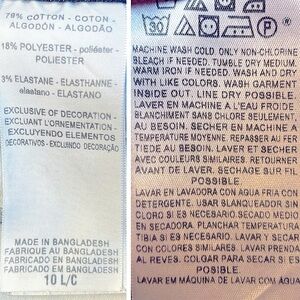 79% COTTON - COTON -
ALGODÓN - ALGODÃO
18% POLYESTER - poliéster -
POLIESTER
3% ELASTANE - ELASTHANNE
elastano - ELASTANO
EXCLUSIVE OF DECORATION -
EXCLUANT L'ORNEMENTATION -
EXCLUYENDO ELEMENTOS
DECORATIVOS - EXCLUINDO DECORAÇÃO
MADE IN BANGLADESH
FABRIQUE AU BANGLADESH
FABRICADO EN BANGLADESH
FABRICADO EM BANGLADESH
10 L/C
30
MACHINE WASH COLD. ONLY NON-CHLORINE
BLEACH IF NEEDED. TUMBLE DRY MEDIUM.
WARM IRON IF NEEDED. WASH AND DRY
WITH LIKE COLORS. WASH GARMENT
INSIDE OUT. LINE DRY POSSIBLE.
LAVER EN MACHINE A L'EAU FROIDE.
BLANCHIMENT SANS CHLORE SEULEMENT,
AU BESOIN. SECHER EN MACHINE A
TEMPERATURE MOYENNE. REPASSER AU FER
TIEDE AU BESOIN. LAVER ET SECHER
AVEC COULEURS SIMILAIRES. RETOURNER
AVANT DE LAVER. SECHAGE SUR FIL
POSSIBLE.
LAVAR EN LAVADORA CON AGUA FRIA CON
DETERGENTE. USAR BLANQUEADOR SIN
CLORO SI ES NECESARIO. SECADO MEDIO
EN SECADORA. PLANCHAR TEMPERATURA
TIBIA SI ES NECESARIO. LAVAR Y SECAR
CON COLORES SIMILARES. LAVAR PRENDA
AL REVES. COLGAR PARA SECAR SI ES
POSIBLE.
LAVAR EM MÁQUINA DE LAVAR COM AGUA